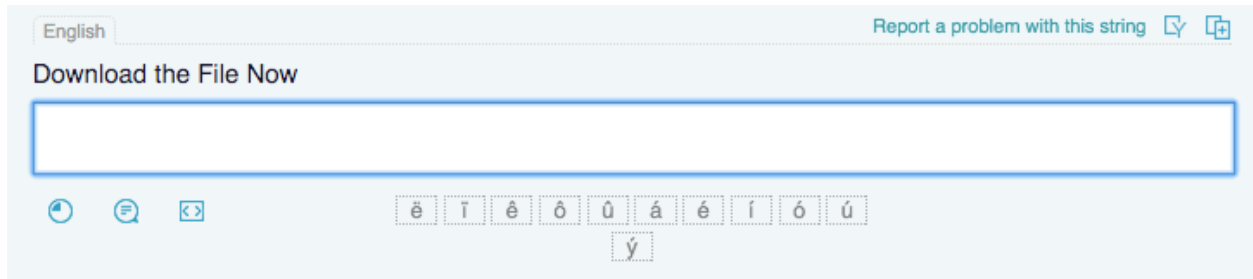 English
Report a problem with this string
Download the File Now
ë ï ê ô û á é í ó ú
ý